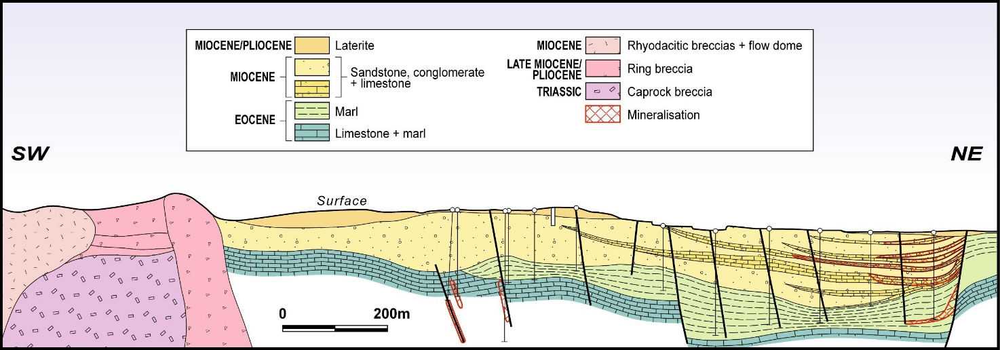 MIOCENE/PLIOCENE Laterite
MIOCENE Sandstone, conglomerate
+ limestone
EOCENE Marl
Limestone + marl
MIOCENE Rhyodacitic breccias + flow dome
LATE MIOCENE/
PLIOCENE Ring breccia
TRIASSIC Caprock breccia
Mineralisation
SW
NE
Surface
0 200m